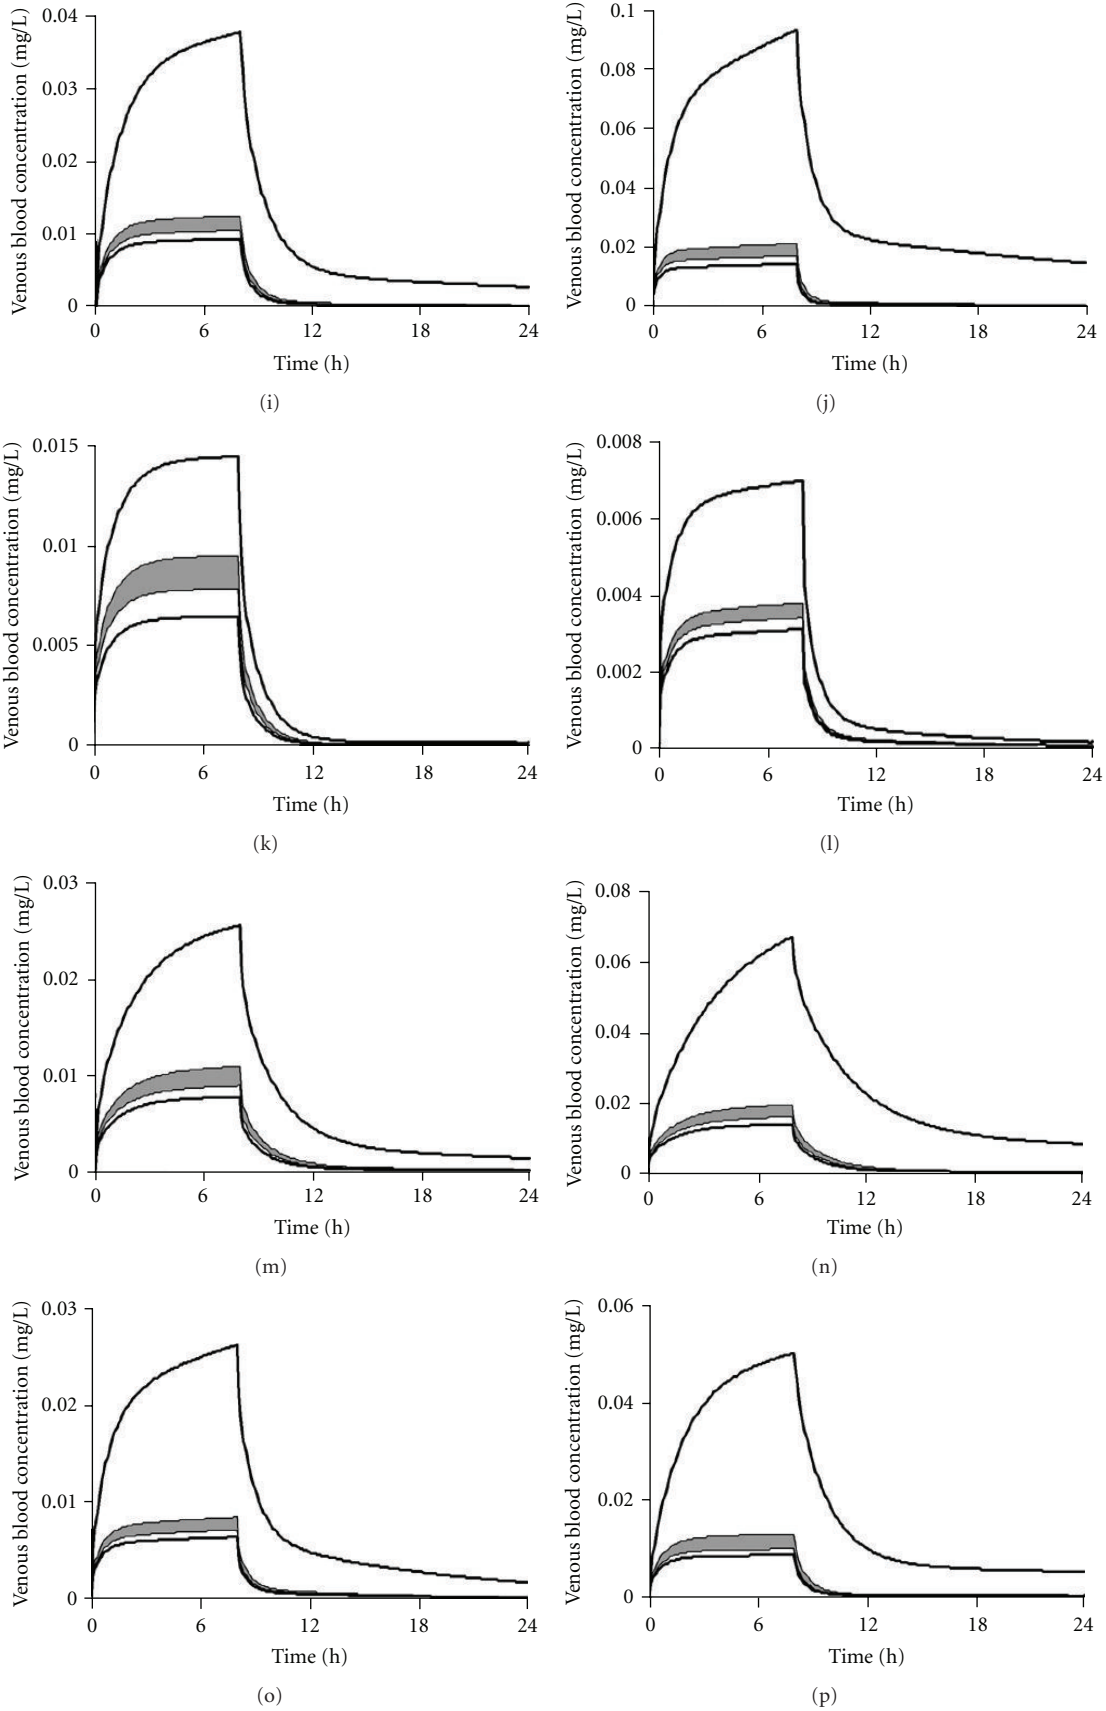 Venous blood concentration (mg/L)
0.04
0.03
0.02
0.01
0
0 6 12 18 24
Time (h)
(i)
Venous blood concentration (mg/L)
0.1
0.08
0.06
0.04
0.02
0
0 6 12 18 24
Time (h)
(j)
Venous blood concentration (mg/L)
0.015
0.01
0.005
0
0 6 12 18 24
Time (h)
(k)
Venous blood concentration (mg/L)
0.008
0.006
0.004
0.002
0
0 6 12 18 24
Time (h)
(l)
Venous blood concentration (mg/L)
0.03
0.02
0.01
0
0 6 12 18 24
Time (h)
(m)
Venous blood concentration (mg/L)
0.08
0.06
0.04
0.02
0
0 6 12 18 24
Time (h)
(n)
Venous blood concentration (mg/L)
0.03
0.02
0.01
0
0 6 12 18 24
Time (h)
(o)
Venous blood concentration (mg/L)
0.06
0.04
0.02
0
0 6 12 18 24
Time (h)
(p)